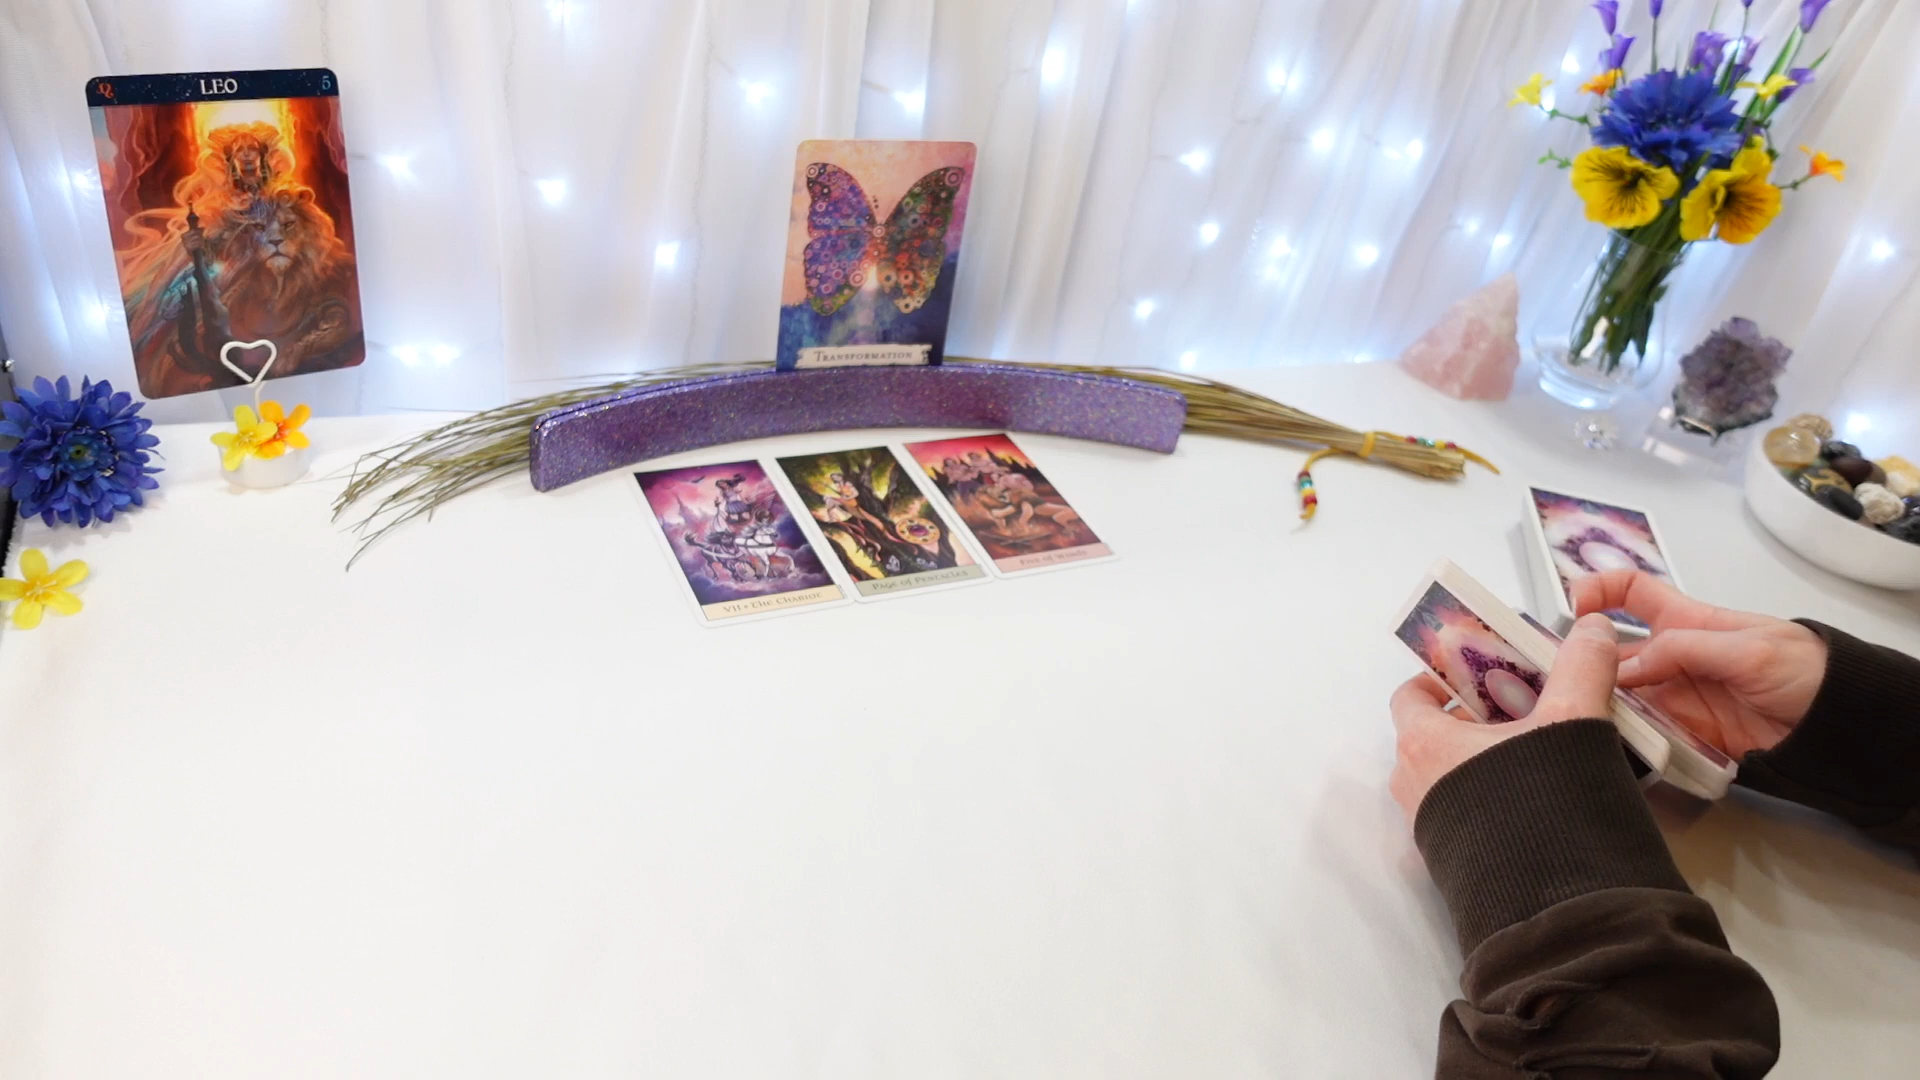 LEO
5
TRANSFORMATION
VII • THE CHARIOT
PAGE OF PENTACLES
FIVE OF WANDS